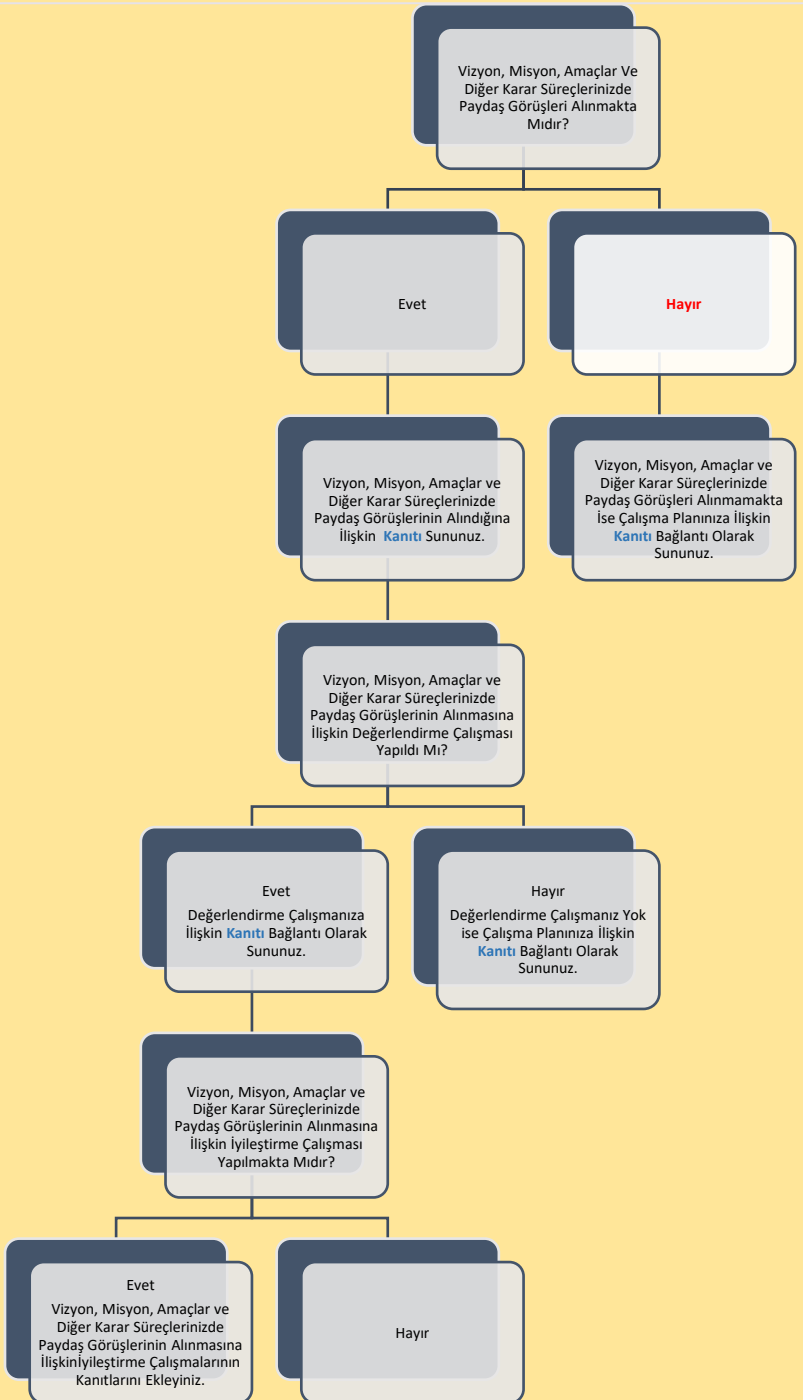 Vizyon, Misyon, Amaçlar Ve
Diğer Karar Süreçlerinizde
Paydaş Görüşleri Alınmakta
Mıdır?
Evet
Hayır
Vizyon, Misyon, Amaçlar ve
Diğer Karar Süreçlerinizde
Paydaş Görüşlerinin Alındığına
İlişkin Kanıtı Sununuz.
Vizyon, Misyon, Amaçlar ve
Diğer Karar Süreçlerinizde
Paydaş Görüşleri Alınmamakta
İse Çalışma Planınıza İlişkin
Kanıtı Bağlantı Olarak
Sununuz.
Vizyon, Misyon, Amaçlar ve
Diğer Karar Süreçlerinizde
Paydaş Görüşlerinin Alınmasına
İlişkin Değerlendirme Çalışması
Yapıldı Mı?
Evet
Değerlendirme Çalışmanıza
İlişkin Kanıtı Bağlantı Olarak
Sununuz.
Hayır
Değerlendirme Çalışmanız Yok
ise Çalışma Planınıza İlişkin
Kanıtı Bağlantı Olarak
Sununuz.
Vizyon, Misyon, Amaçlar ve
Diğer Karar Süreçlerinizde
Paydaş Görüşlerinin Alınmasına
İlişkin İyileştirme Çalışması
Yapılmakta Mıdır?
Evet
Vizyon, Misyon, Amaçlar ve
Diğer Karar Süreçlerinizde
Paydaş Görüşlerinin Alınmasına
İlişkinİyileştirme Çalışmalarının
Kanıtlarını Ekleyiniz.
Hayır